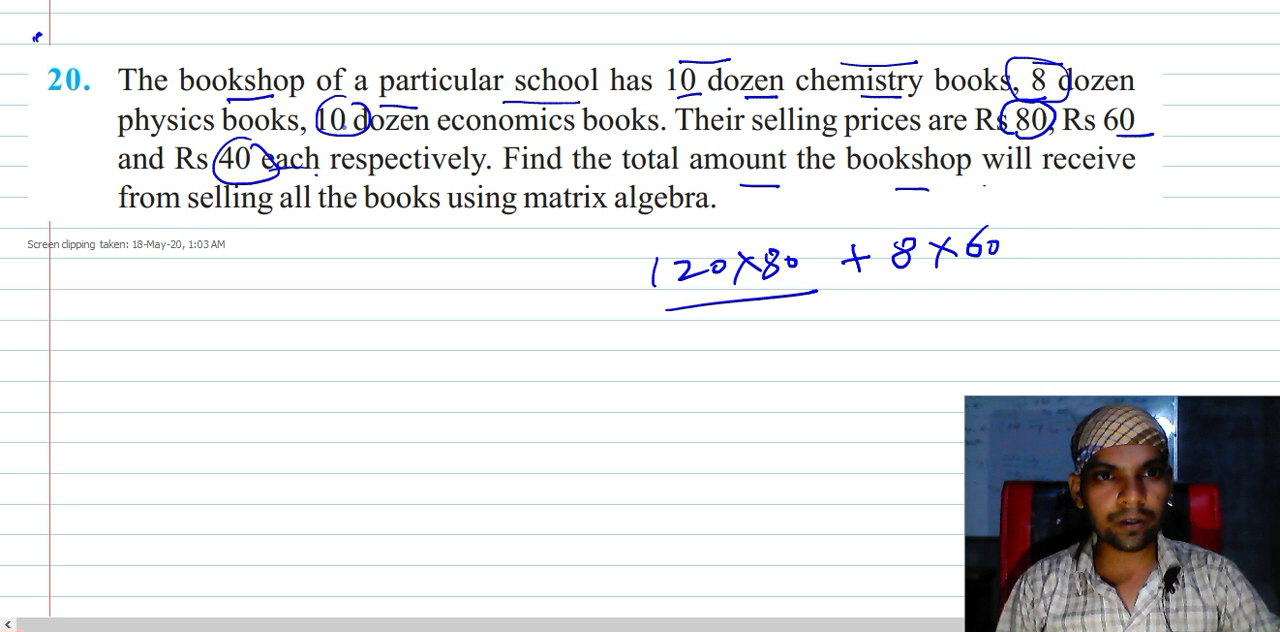 20. The bookshop of a particular school has 10 dozen chemistry books, 8 dozen
physics books, 10 dozen economics books. Their selling prices are Rs 80, Rs 60
and Rs 40 each respectively. Find the total amount the bookshop will receive
from selling all the books using matrix algebra.
Screen clipping taken: 18-May-20, 1:03 AM
120×80 + 8×60